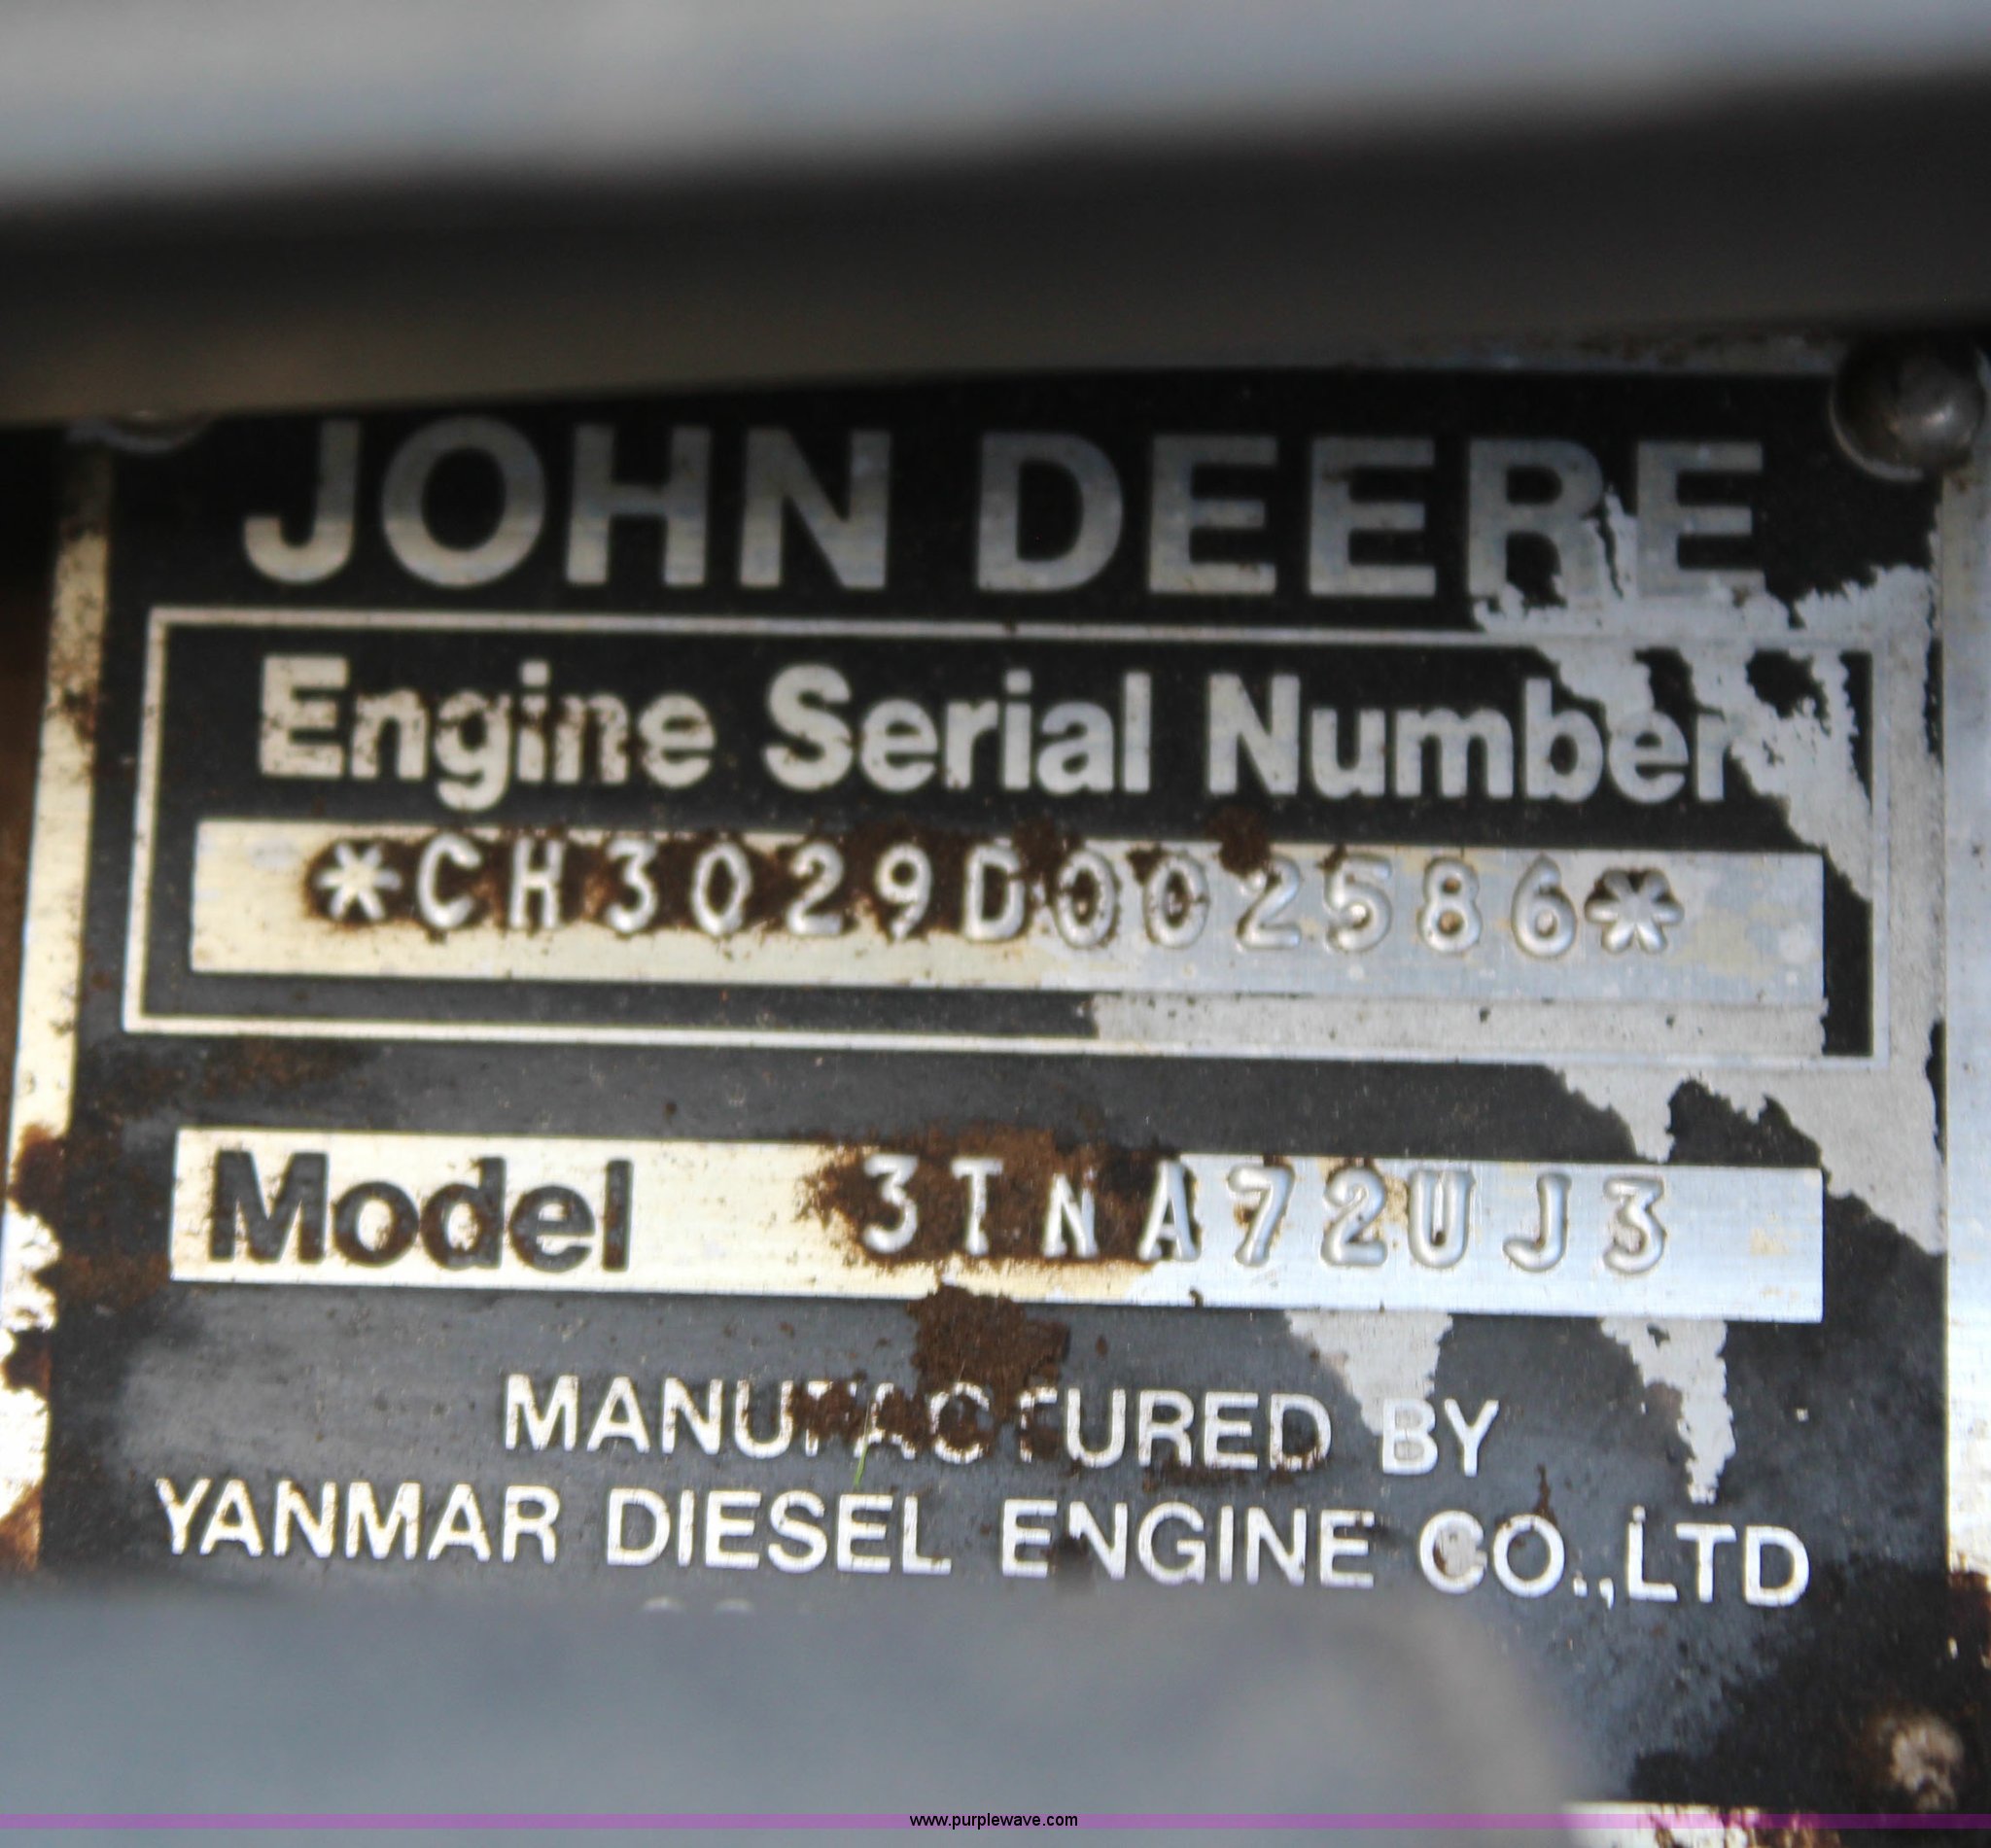 JOHN DEERE
Engine Serial Number
*CH3029D002586*
Model 3TNA72UJ3
MANUFACTURED BY
YANMAR DIESEL ENGINE CO.,LTD
www.purplewave.com